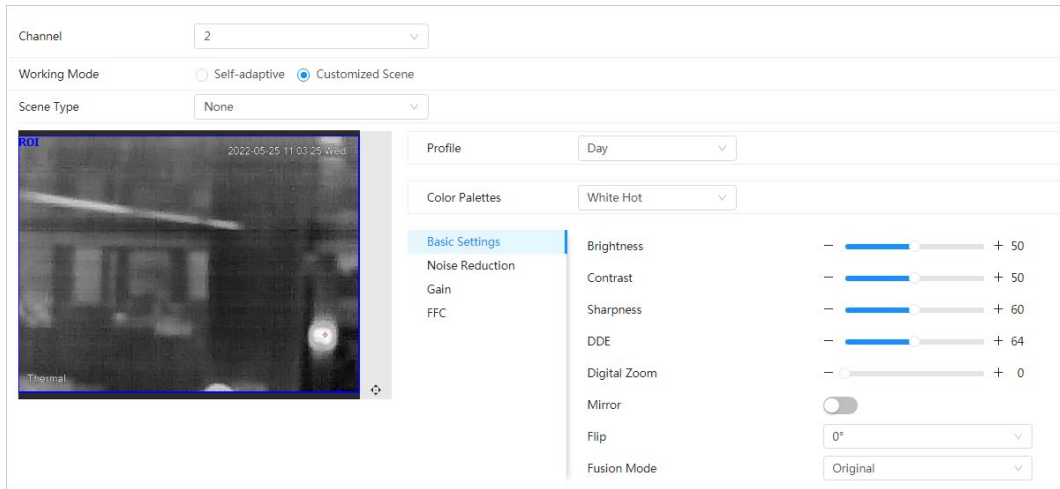 Channel 2
Working Mode Self-adaptive Customized Scene
Scene Type None
ROI
2022-05-25 11:03:25 Wed
Thermal
Profile Day
Color Palettes White Hot
Basic Settings
Noise Reduction
Gain
FFC
Brightness − + 50
Contrast − + 50
Sharpness − + 60
DDE − + 64
Digital Zoom − + 0
Mirror
Flip 0°
Fusion Mode Original